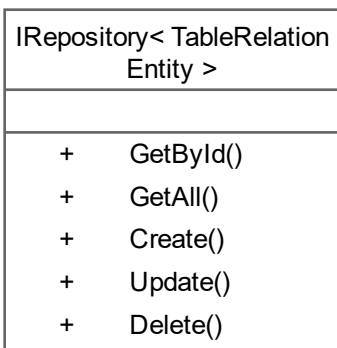 IRepository< TableRelation
Entity >
+ GetById()
+ GetAll()
+ Create()
+ Update()
+ Delete()